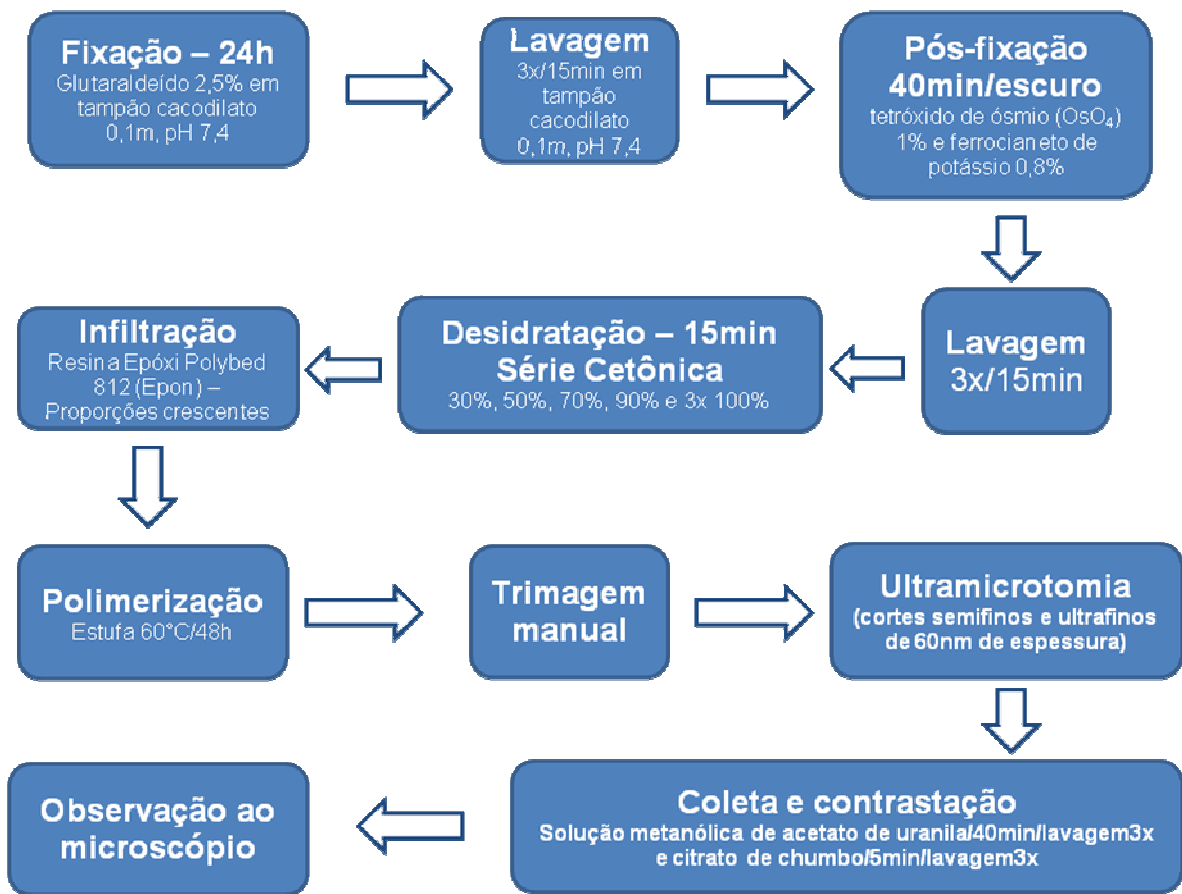 Fixação – 24h
Glutaraldeído 2,5% em
tampão cacodilato
0,1m, pH 7,4
Lavagem
3x/15min em
tampão
cacodilato
0,1m, pH 7,4
Pós-fixação
40min/escuro
tetróxido de ósmio (OsO₄)
1% e ferrocianeto de
potássio 0,8%
Lavagem
3x/15min
Desidratação – 15min
Série Cetônica
30%, 50%, 70%, 90% e 3x 100%
Infiltração
Resina Epóxi Polybed
812 (Epon) –
Proporções crescentes
Polimerização
Estufa 60°C/48h
Trimagem
manual
Ultramicrotomia
(cortes semifinos e ultrafinos
de 60nm de espessura)
Coleta e contrastação
Solução metanólica de acetato de uranila/40min/lavagem3x
e citrato de chumbo/5min/lavagem3x
Observação ao
microscópio